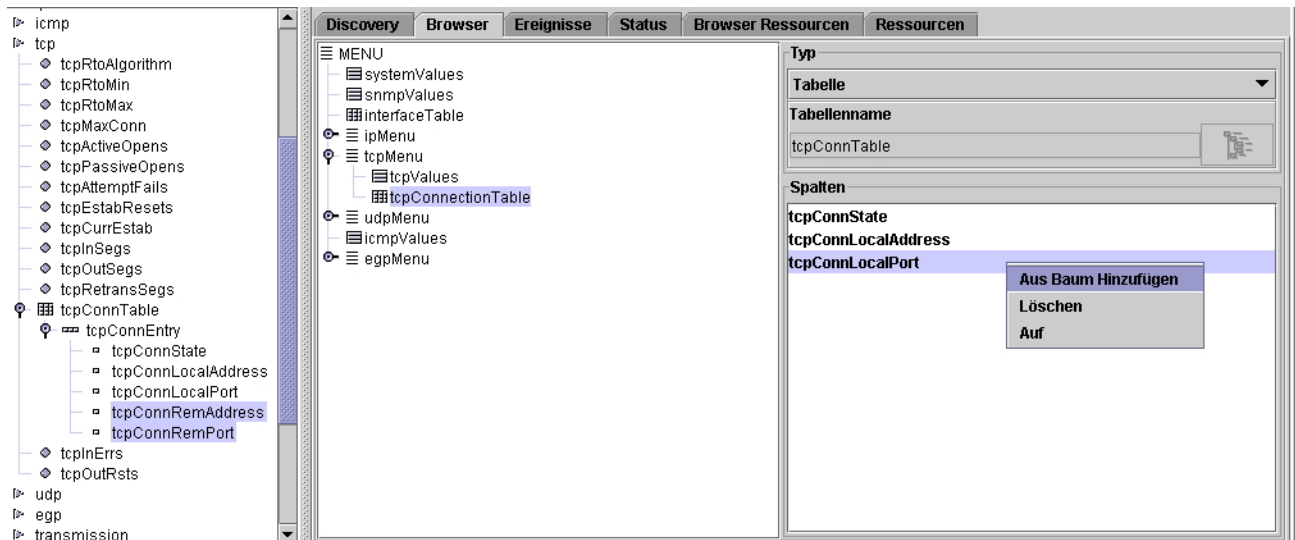 icmp
tcp
tcpRtoAlgorithm
tcpRtoMin
tcpRtoMax
tcpMaxConn
tcpActiveOpens
tcpPassiveOpens
tcpAttemptFails
tcpEstabResets
tcpCurrEstab
tcpInSegs
tcpOutSegs
tcpRetransSegs
tcpConnTable
tcpConnEntry
tcpConnState
tcpConnLocalAddress
tcpConnLocalPort
tcpConnRemAddress
tcpConnRemPort
tcpInErrs
tcpOutRsts
udp
egp
transmission
Discovery Browser Ereignisse Status Browser Ressourcen Ressourcen
MENU
systemValues
snmpValues
interfaceTable
ipMenu
tcpMenu
tcpValues
tcpConnectionTable
udpMenu
icmpValues
egpMenu
Typ
Tabelle
Tabellenname
tcpConnTable
Spalten
tcpConnState
tcpConnLocalAddress
tcpConnLocalPort
Aus Baum Hinzufügen
Löschen
Auf